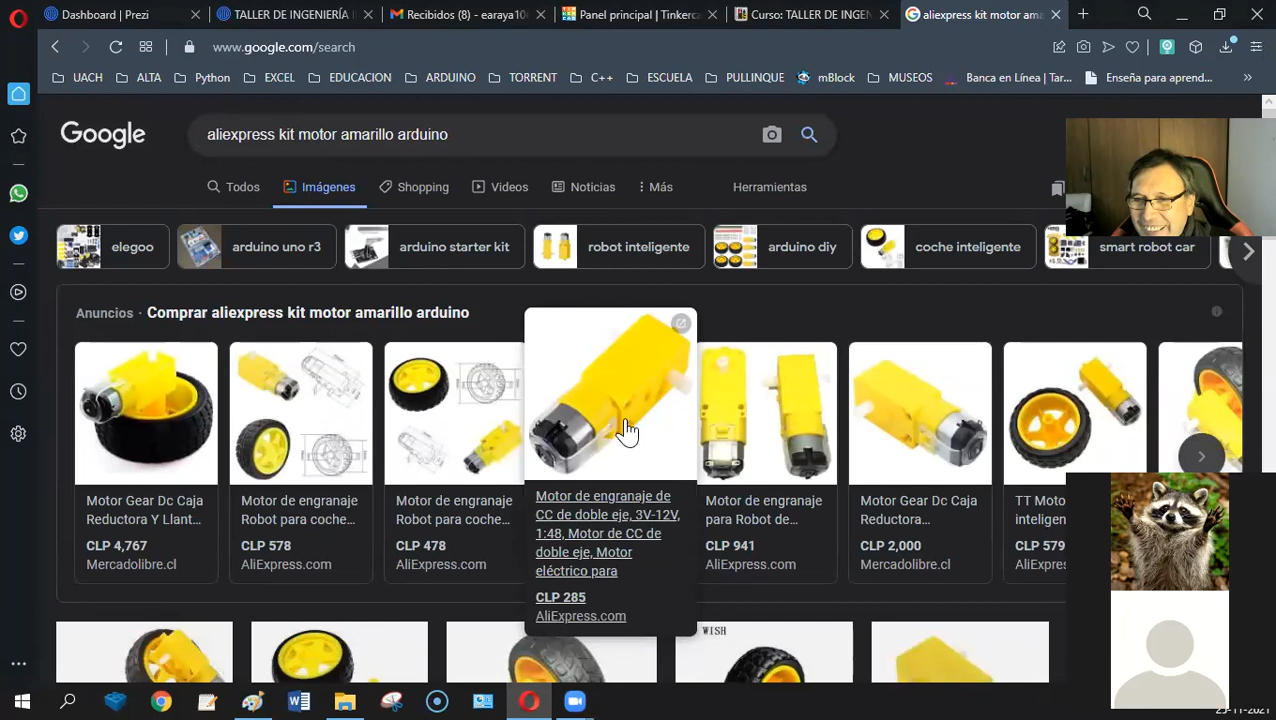 Dashboard | Prezi
TALLER DE INGENIERÍA I
Recibidos (6) - earaya10
Panel principal | Tinkerc
Curso: TALLER DE INGEN
aliexpress kit motor ama
www.google.com/search
UACH
ALTA
Python
EXCEL
EDUCACION
ARDUINO
TORRENT
C++
ESCUELA
PULLINQUE
mBlock
MUSEOS
Banca en Línea | Tar...
Enseña para aprend...
Google
aliexpress kit motor amarillo arduino
Todos
Imágenes
Shopping
Videos
Noticias
Más
Herramientas
elegoo
arduino uno r3
arduino starter kit
robot inteligente
arduino diy
coche inteligente
smart robot car
Anuncios · Comprar aliexpress kit motor amarillo arduino
Motor Gear Dc Caja
Reductora Y Llant...
CLP 4,767
Mercadolibre.cl
Motor de engranaje
Robot para coche...
CLP 578
AliExpress.com
Motor de engranaje
Robot para coche...
CLP 478
AliExpress.com
Motor de engranaje de
CC de doble eje, 3V-12V,
1:48, Motor de CC de
doble eje, Motor
eléctrico para
CLP 285
AliExpress.com
Motor de engranaje
para Robot de...
CLP 941
AliExpress.com
Motor Gear Dc Caja
Reductora...
CLP 2,000
Mercadolibre.cl
TT Moto
inteligen
CLP 579
AliExpress.com
WISH